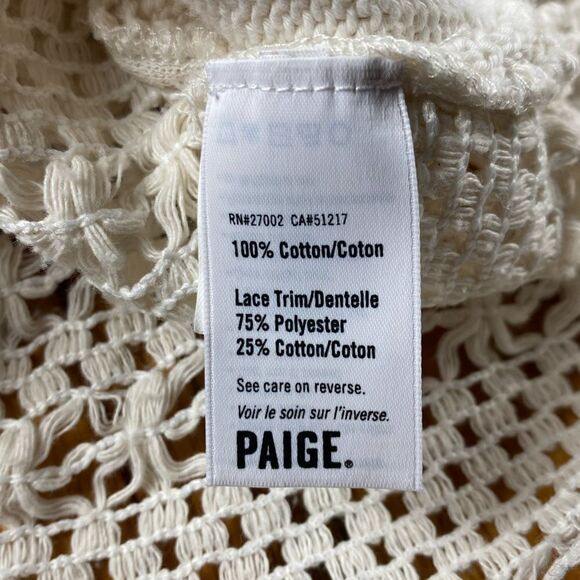 RN#27002 CA#51217
100% Cotton/Coton
Lace Trim/Dentelle
75% Polyester
25% Cotton/Coton
See care on reverse.
Voir le soin sur l'inverse.
PAIGE®